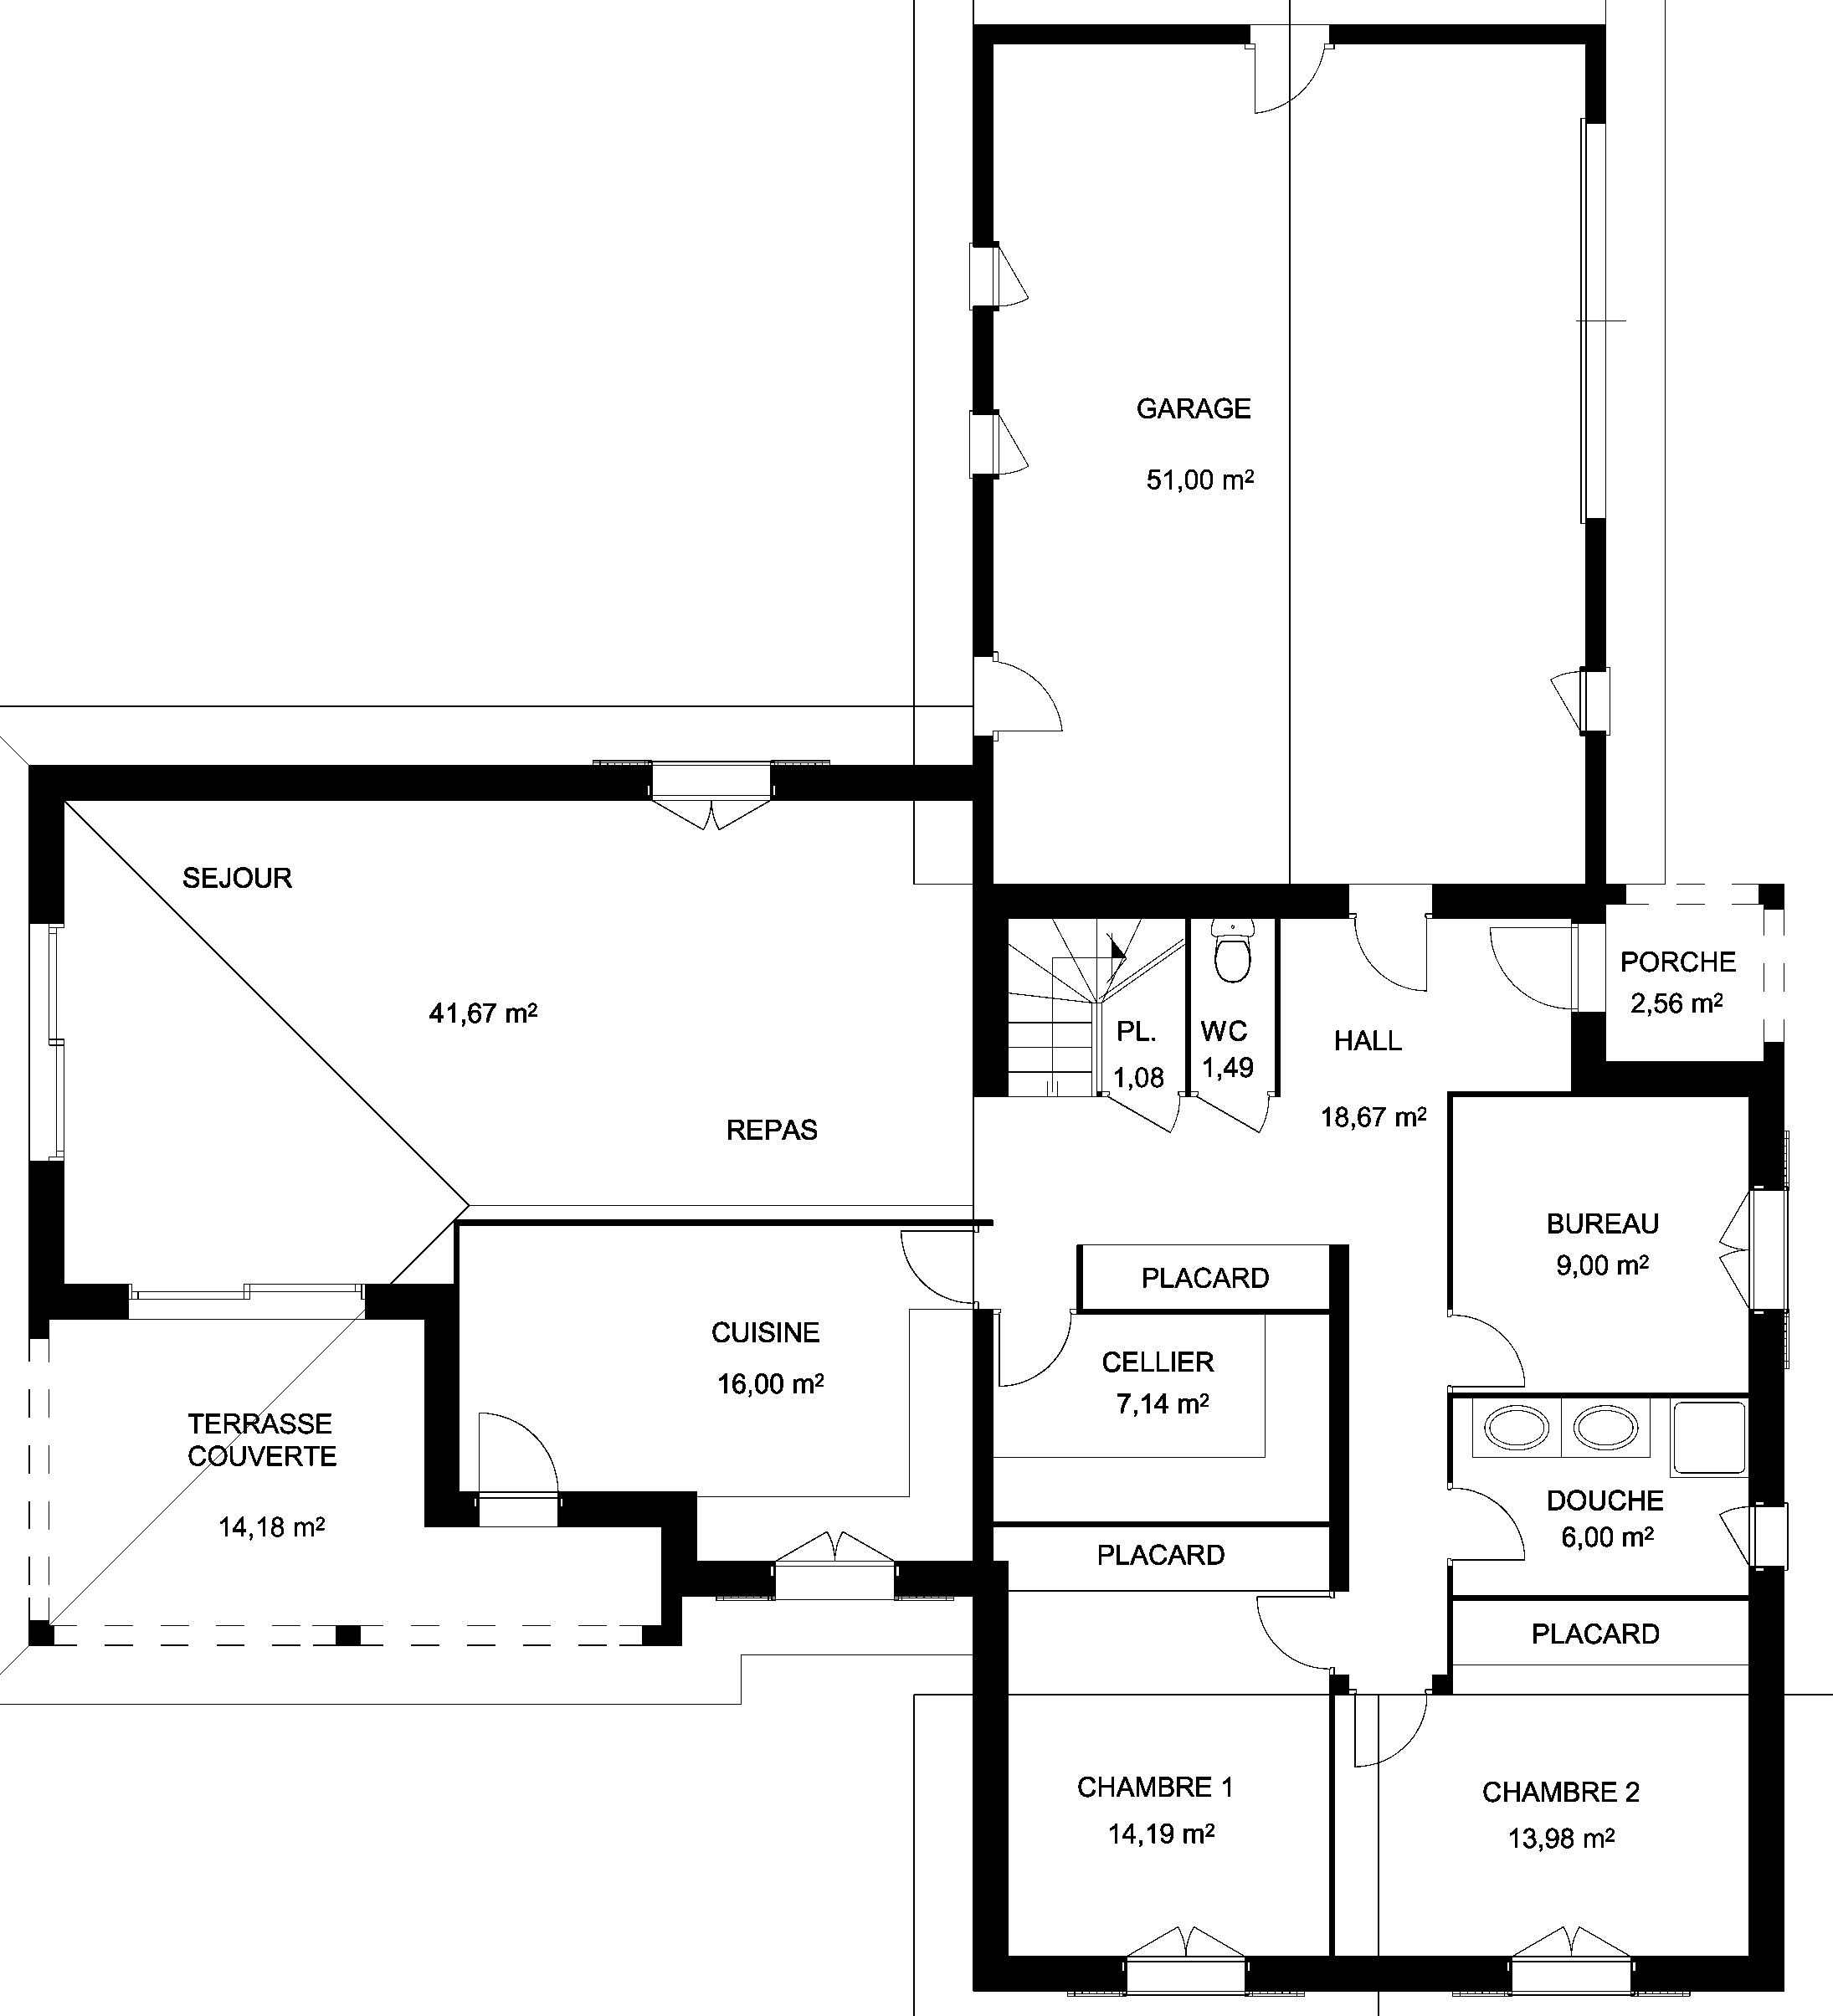 GARAGE
51,00 m²
SEJOUR
41,67 m²
REPAS
PL.
1,08
WC
1,49
HALL
18,67 m²
PORCHE
2,56 m²
BUREAU
9,00 m²
PLACARD
CUISINE
16,00 m²
CELLIER
7,14 m²
TERRASSE
COUVERTE
14,18 m²
DOUCHE
6,00 m²
PLACARD
PLACARD
CHAMBRE 1
14,19 m²
CHAMBRE 2
13,98 m²